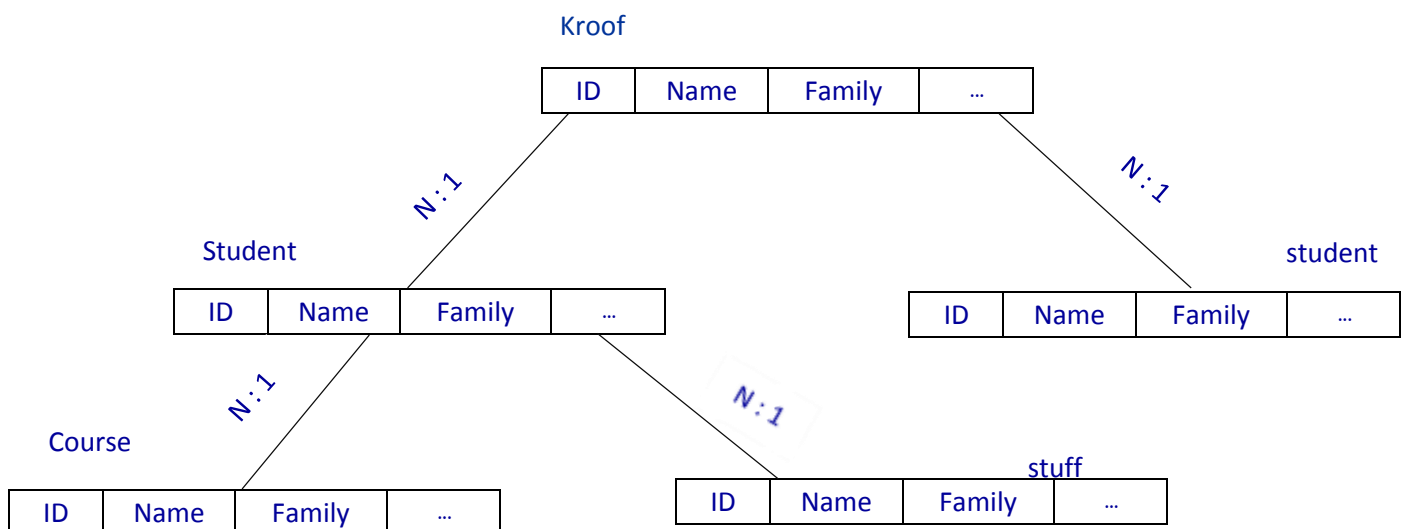 Kroof
ID Name Family ...
N : 1
N : 1
Student
student
ID Name Family ...
ID Name Family ...
N : 1
N : 1
Course
stuff
ID Name Family ...
ID Name Family ...